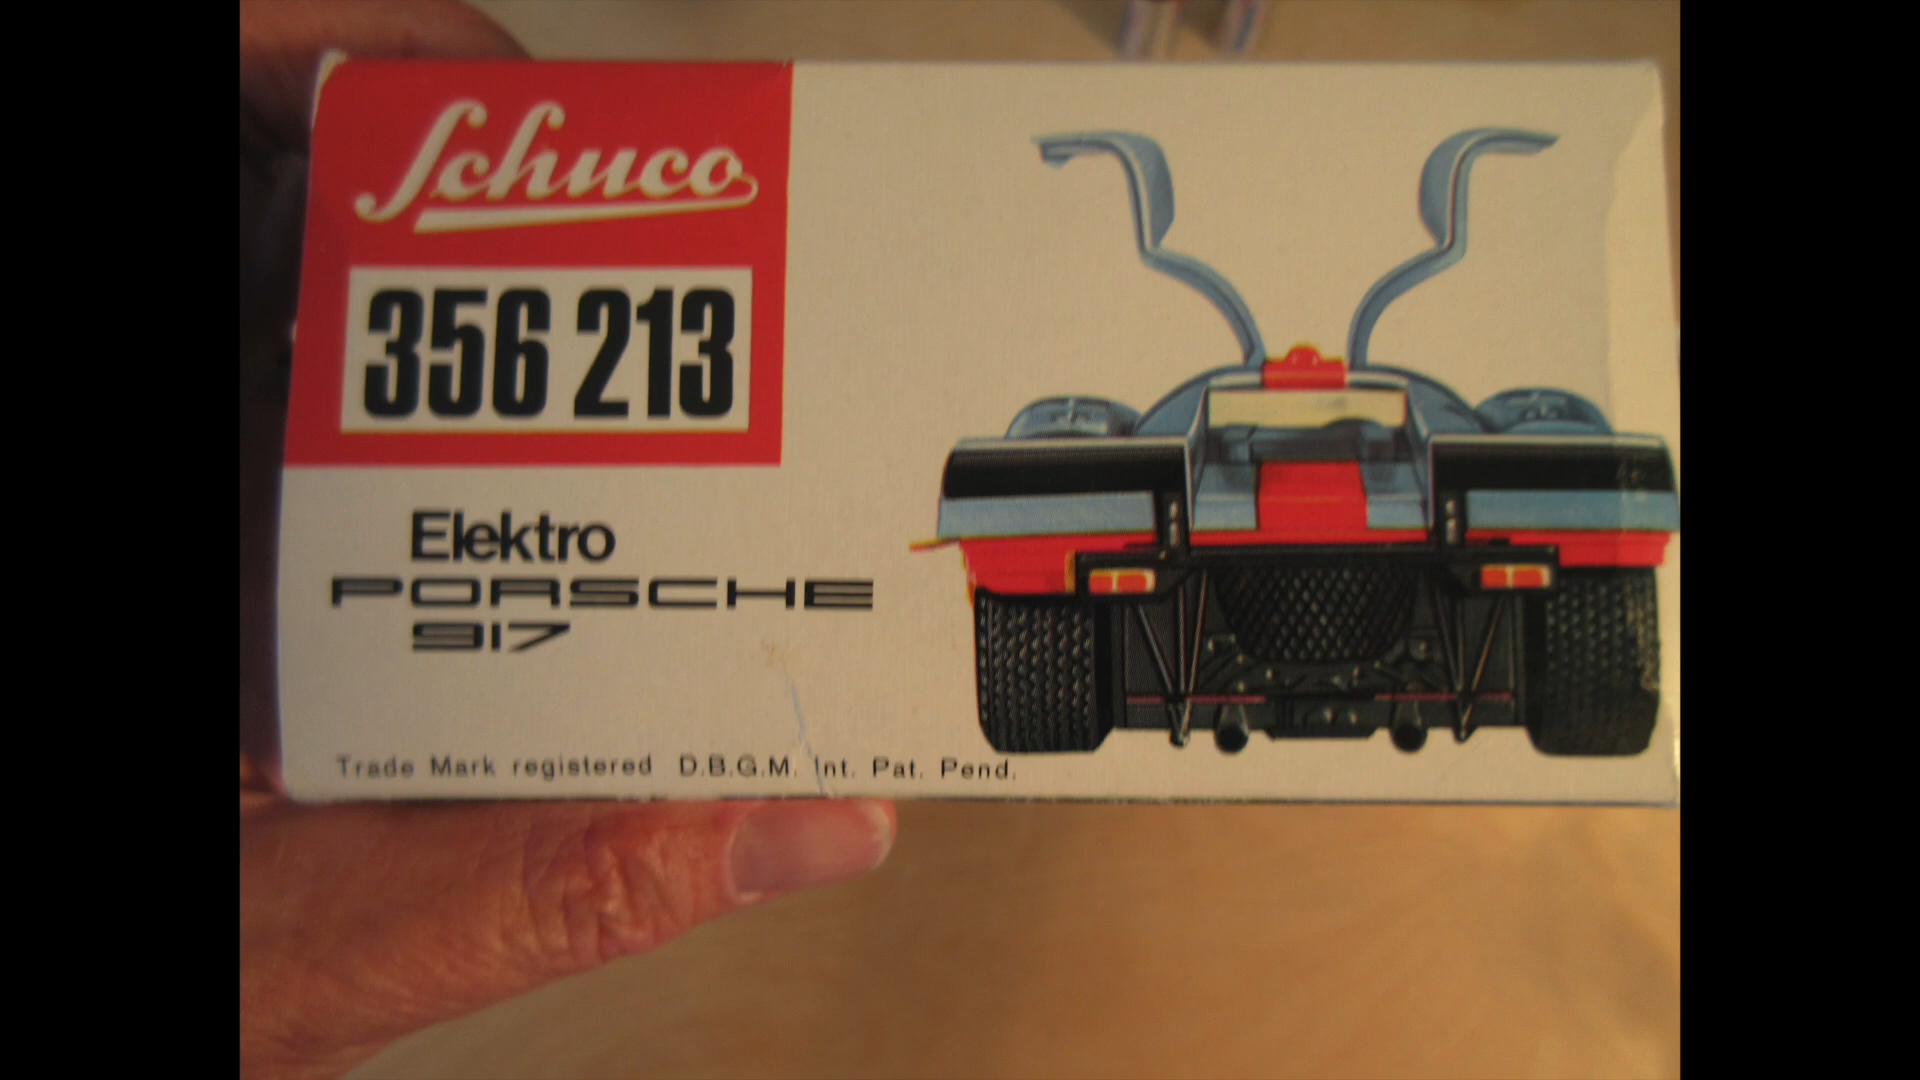 Schuco
356 213
Elektro
PORSCHE
917
Trade Mark registered D.B.G.M. Int. Pat. Pend.